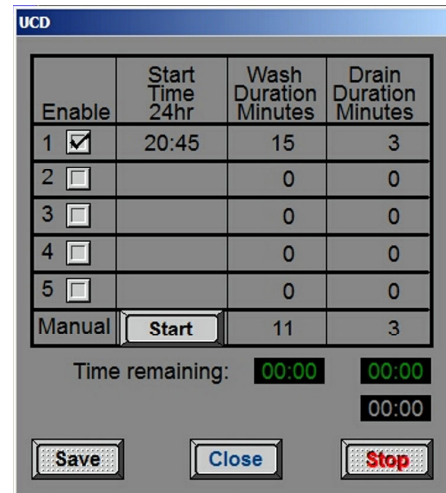 UCD
Enable Start Time 24hr Wash Duration Minutes Drain Duration Minutes
1 20:45 15 3
2 0 0
3 0 0
4 0 0
5 0 0
Manual Start 11 3
Time remaining: 00:00 00:00
00:00
Save Close Stop